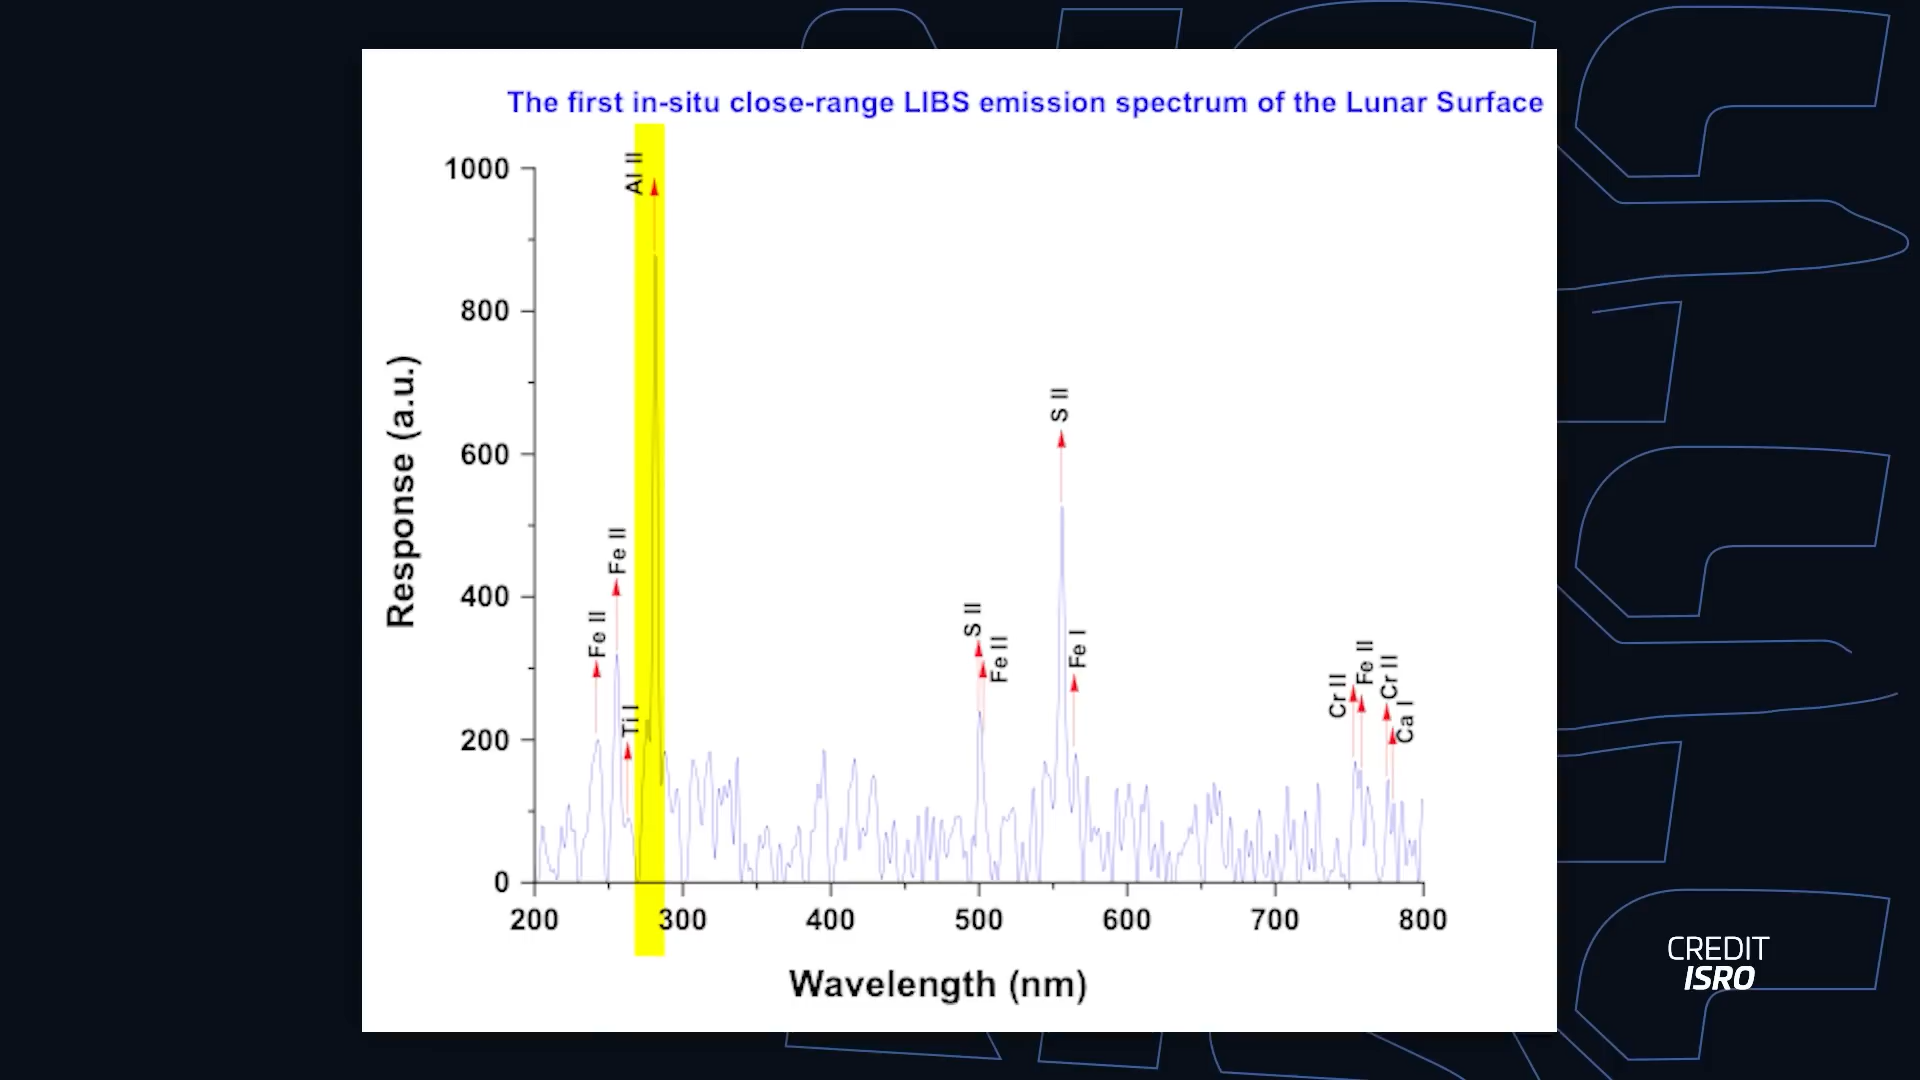 The first in-situ close-range LIBS emission spectrum of the Lunar Surface
Response (a.u.)
1000
800
600
400
200
0
Al II
Fe II
Fe II
Ti I
S II
Fe II
S II
Fe I
Cr II
Fe II
Cr II
Ca I
200 300 400 500 600 700 800
Wavelength (nm)
CREDIT
ISRO